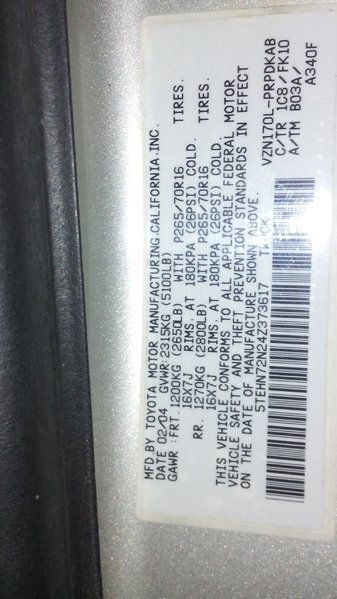 MFD.BY TOYOTA MOTOR MANUFACTURING.CALIFORNIA.INC.
DATE 02/04 GVWR:2315KG (5100LB)
GAWR :FRT.1200KG (2650LB) WITH P265/70R16 TIRES.
16X7J RIMS.AT 180KPA (26PSI) COLD.
RR. 1270KG (2800LB) WITH P265/70R16 TIRES.
16X7J RIMS.AT 180KPA (26PSI) COLD.
THIS VEHICLE CONFORMS TO ALL APPLICABLE FEDERAL MOTOR
VEHICLE SAFETY AND THEFT PREVENTION STANDARDS IN EFFECT
ON THE DATE OF MANUFACTURE SHOWN ABOVE.
5TEHN72N24Z373617 TRUCK
VZN170L-PRPDKAB
C/TR 1C8/FK10
A/TM B03A/
A340F